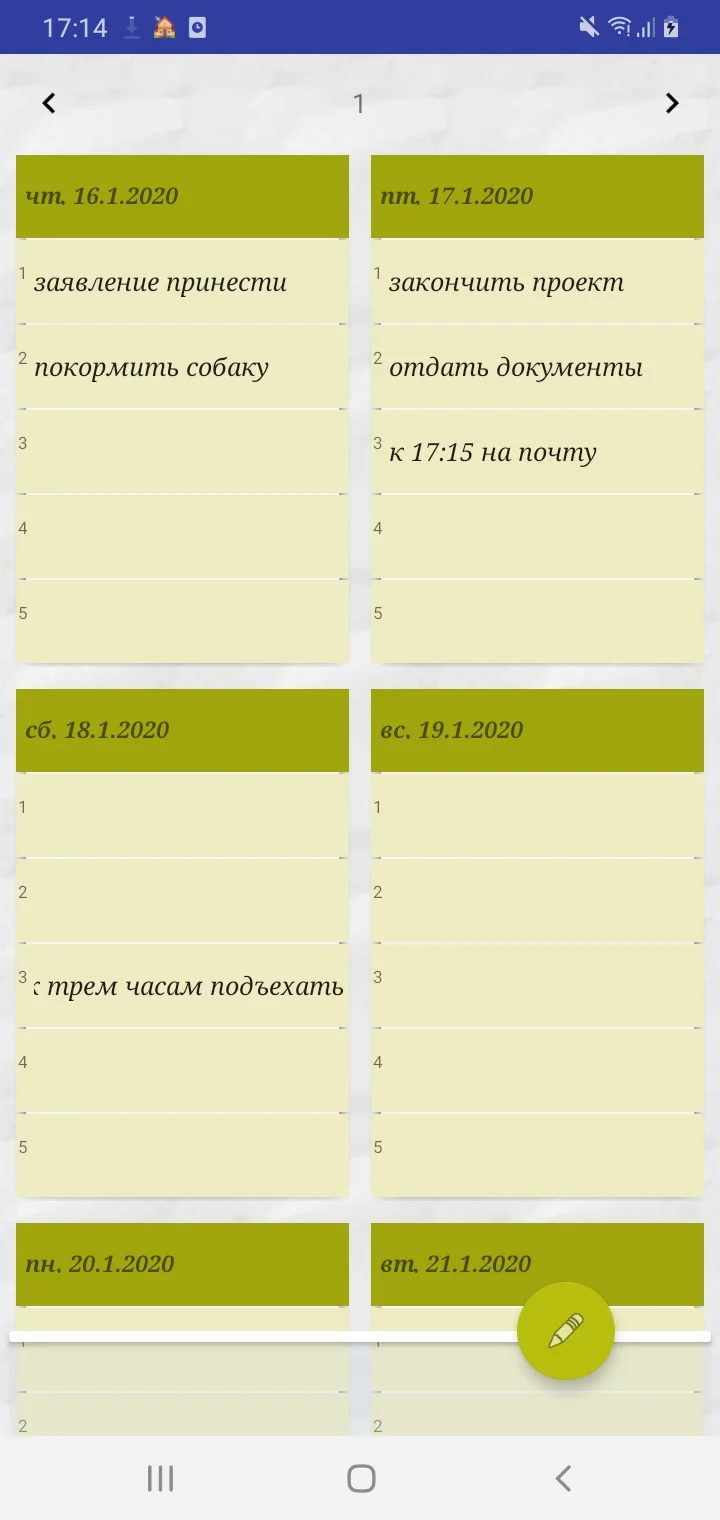 17:14
1
чт, 16.1.2020
1 заявление принести
2 покормить собаку
3
4
5
пт, 17.1.2020
1 закончить проект
2 отдать документы
3 к 17:15 на почту
4
5
сб, 18.1.2020
1
2
3 к трем часам подъехать
4
5
вс, 19.1.2020
1
2
3
4
5
пн, 20.1.2020
2
вт, 21.1.2020
2